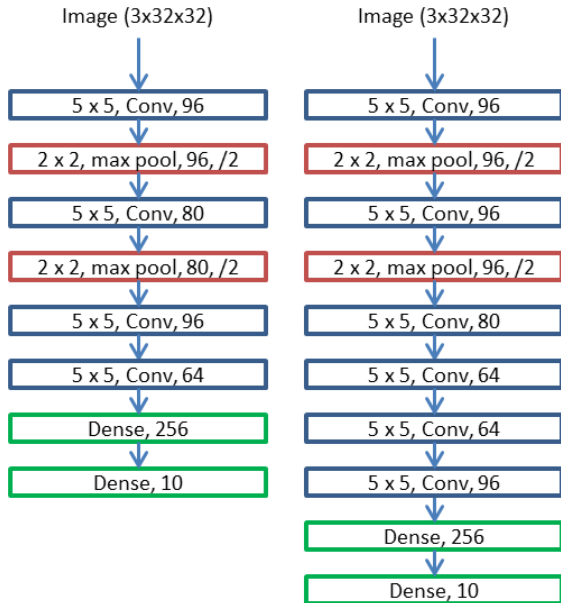 Image (3x32x32)
5 x 5, Conv, 96
2 x 2, max pool, 96, /2
5 x 5, Conv, 80
2 x 2, max pool, 80, /2
5 x 5, Conv, 96
5 x 5, Conv, 64
Dense, 256
Dense, 10
Image (3x32x32)
5 x 5, Conv, 96
2 x 2, max pool, 96, /2
5 x 5, Conv, 96
2 x 2, max pool, 96, /2
5 x 5, Conv, 80
5 x 5, Conv, 64
5 x 5, Conv, 64
5 x 5, Conv, 96
Dense, 256
Dense, 10